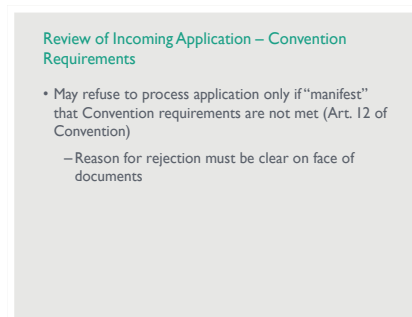 Review of Incoming Application – Convention
Requirements
• May refuse to process application only if “manifest”
that Convention requirements are not met (Art. 12 of
Convention)
– Reason for rejection must be clear on face of
documents